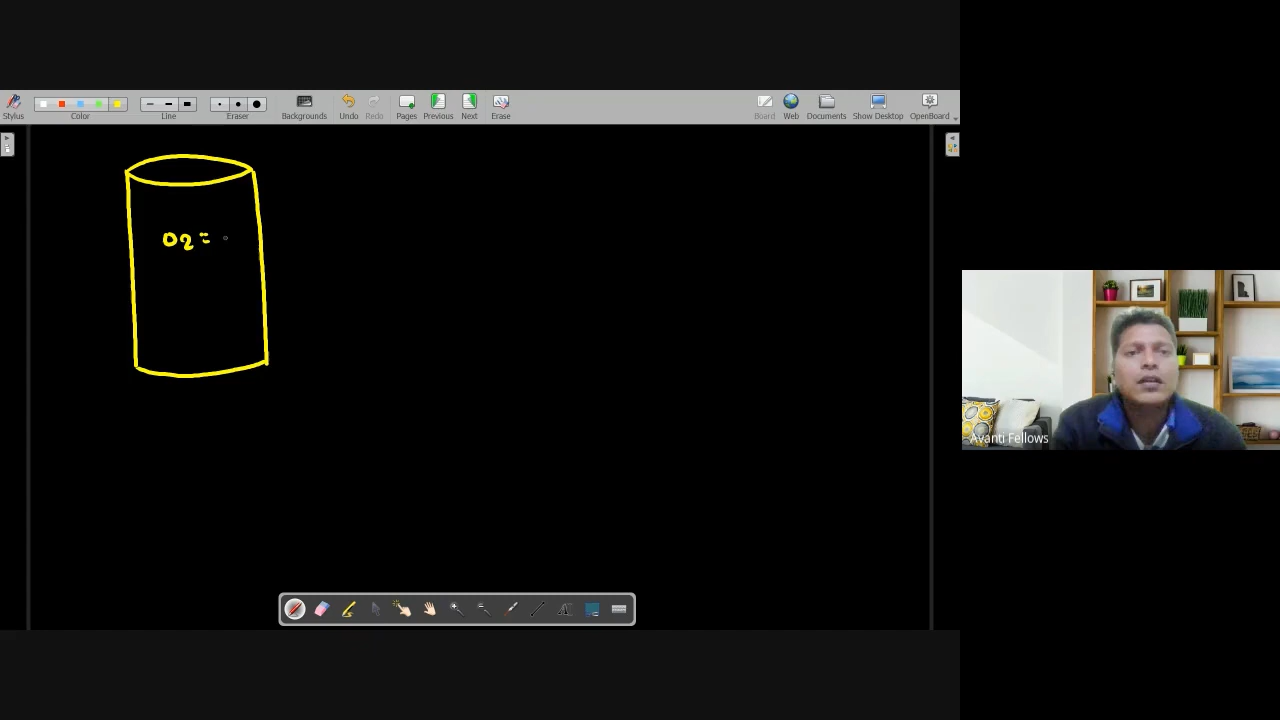 Stylus Color Line Eraser Backgrounds Undo Redo Pages Previous Next Erase Board Web Documents Show Desktop OpenBoard
O2 =
Avanti Fellows